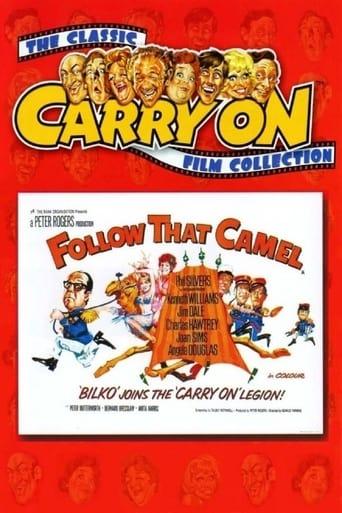 THE CLASSIC
CARRY ON
FILM COLLECTION
THE RANK ORGANISATION Presents
a PETER ROGERS PRODUCTION
FOLLOW THAT CAMEL
Phil SILVERS
Kenneth WILLIAMS
Jim DALE
Charles HAWTREY
Joan SIMS
Angela DOUGLAS
in COLOUR
'BILKO' JOINS THE 'CARRY ON' LEGION!
with PETER BUTTERWORTH · BERNARD BRESSLAW · ANITA HARRIS
Screenplay by TALBOT ROTHWELL · Produced by PETER ROGERS · Directed by GERALD THOMAS